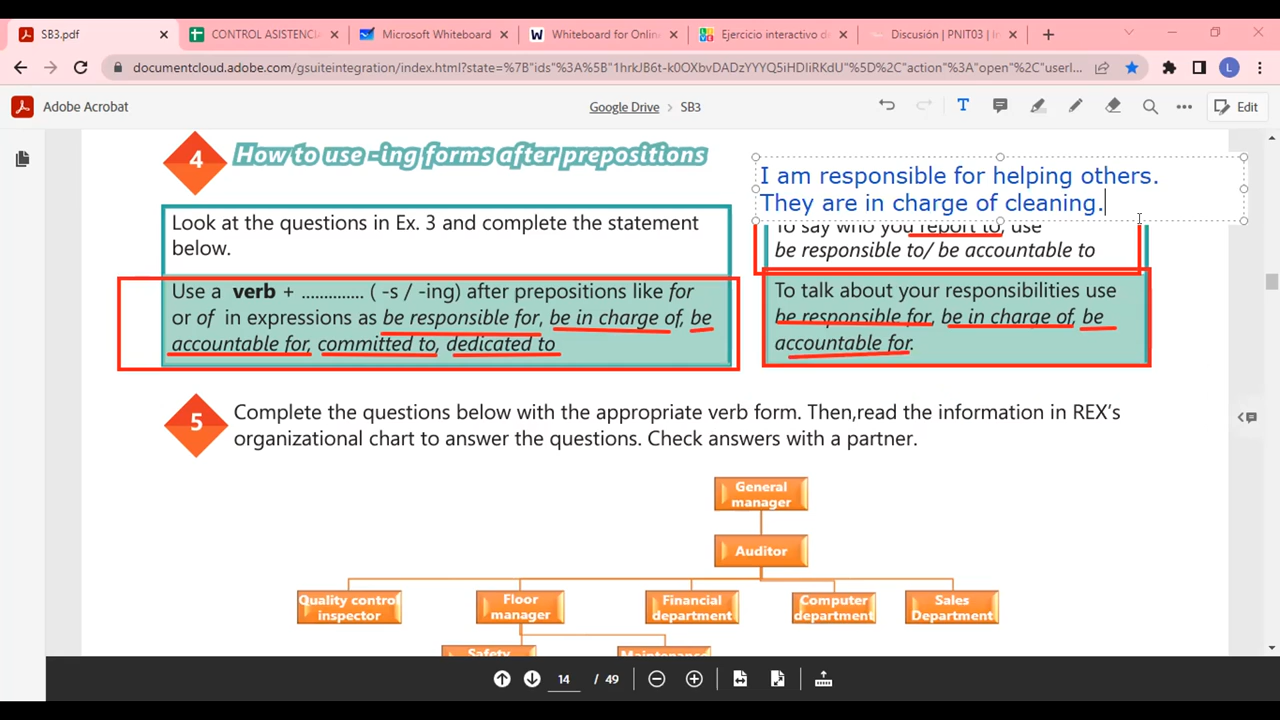 SB3.pdf
CONTROL ASISTENCI
Microsoft Whiteboard
Whiteboard for Onlin
Ejercicio interactivo d
Discusión | PNIT03 | In
documentcloud.adobe.com/gsuiteintegration/index.html?state=%7B"ids"%3A%5B"1hrkJB6t-k0OXbvDADzYYYQ5iHDIiRKdU"%5D%2C"action"%3A"open"%2C"userI...
L
Adobe Acrobat
Google Drive > SB3
T
Edit
4 How to use -ing forms after prepositions
I am responsible for helping others.
They are in charge of cleaning.
Look at the questions in Ex. 3 and complete the statement
below.
Use a verb + .............. ( -s / -ing) after prepositions like for
or of in expressions as be responsible for, be in charge of, be
accountable for, committed to, dedicated to
To say who you report to, use
be responsible to/ be accountable to
To talk about your responsibilities use
be responsible for, be in charge of, be
accountable for.
5 Complete the questions below with the appropriate verb form. Then,read the information in REX's
organizational chart to answer the questions. Check answers with a partner.
General
manager
Auditor
Quality control
inspector
Floor
manager
Financial
department
Computer
department
Sales
Department
Safety
Maintenance
14 / 49